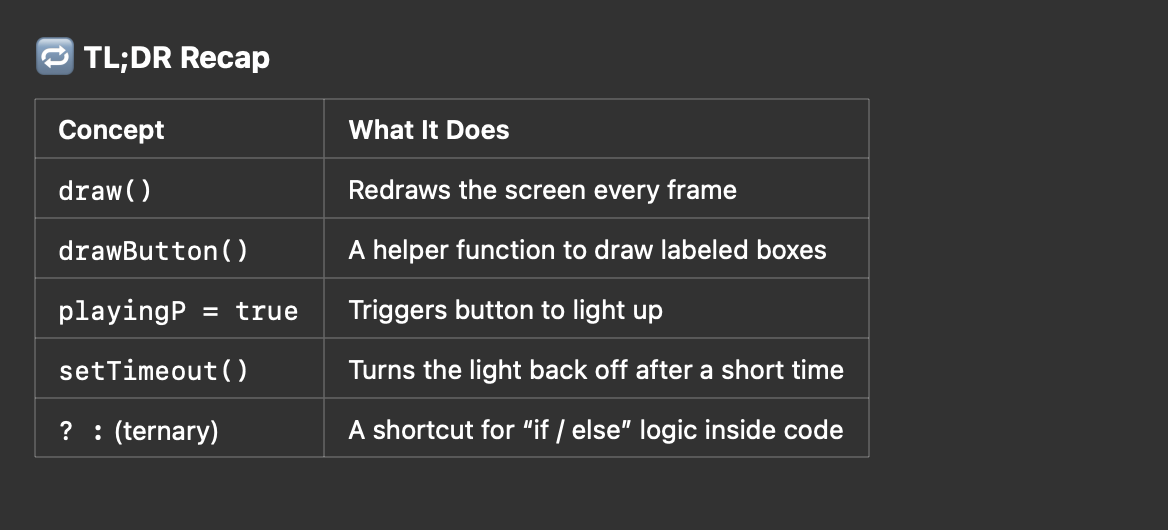 🔁 TL;DR Recap
Concept What It Does
draw() Redraws the screen every frame
drawButton() A helper function to draw labeled boxes
playingP = true Triggers button to light up
setTimeout() Turns the light back off after a short time
? : (ternary) A shortcut for “if / else” logic inside code